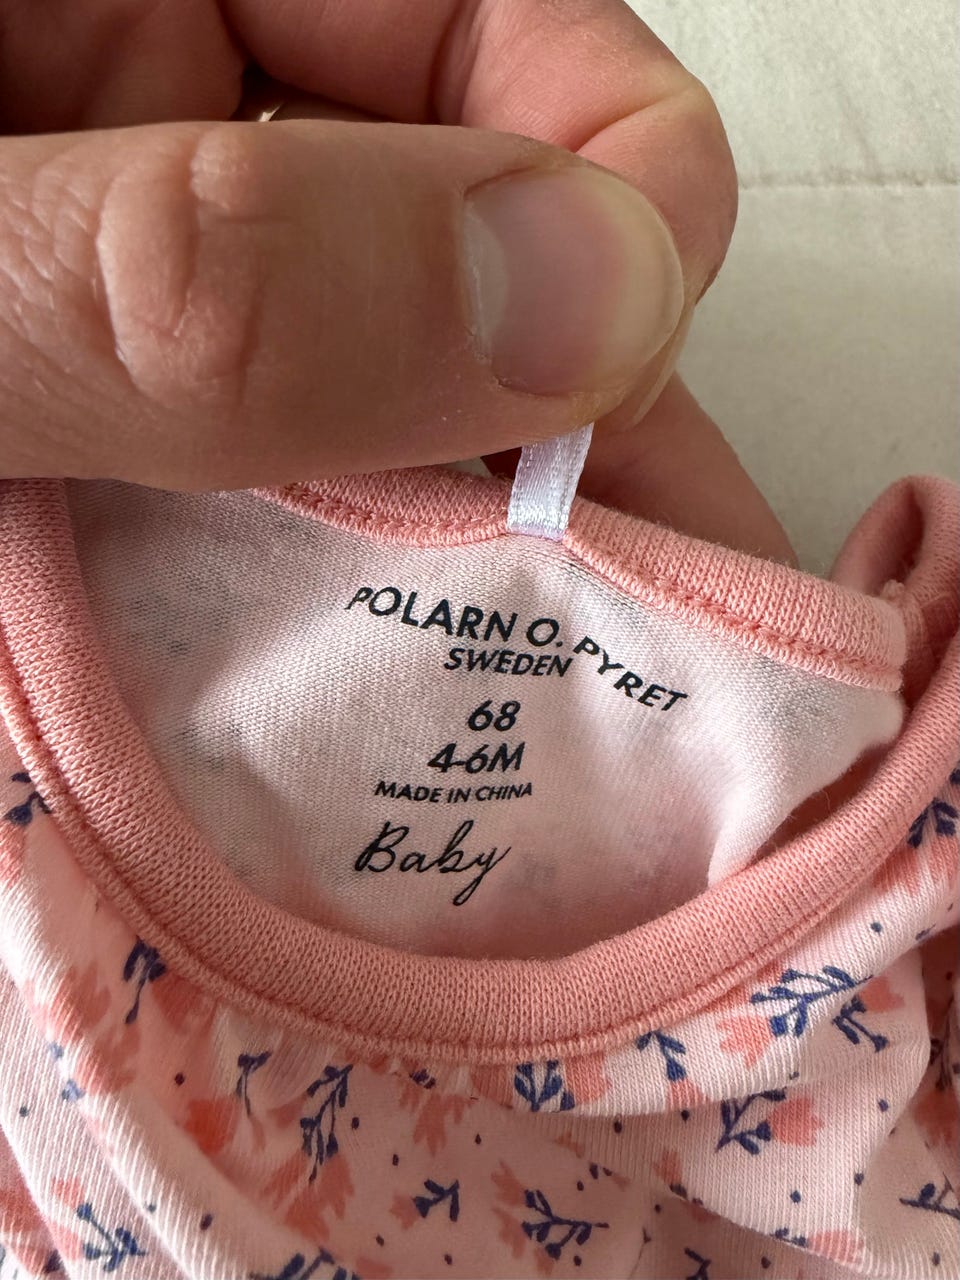 POLARN O. PYRET
SWEDEN
68
4-6M
MADE IN CHINA
Baby